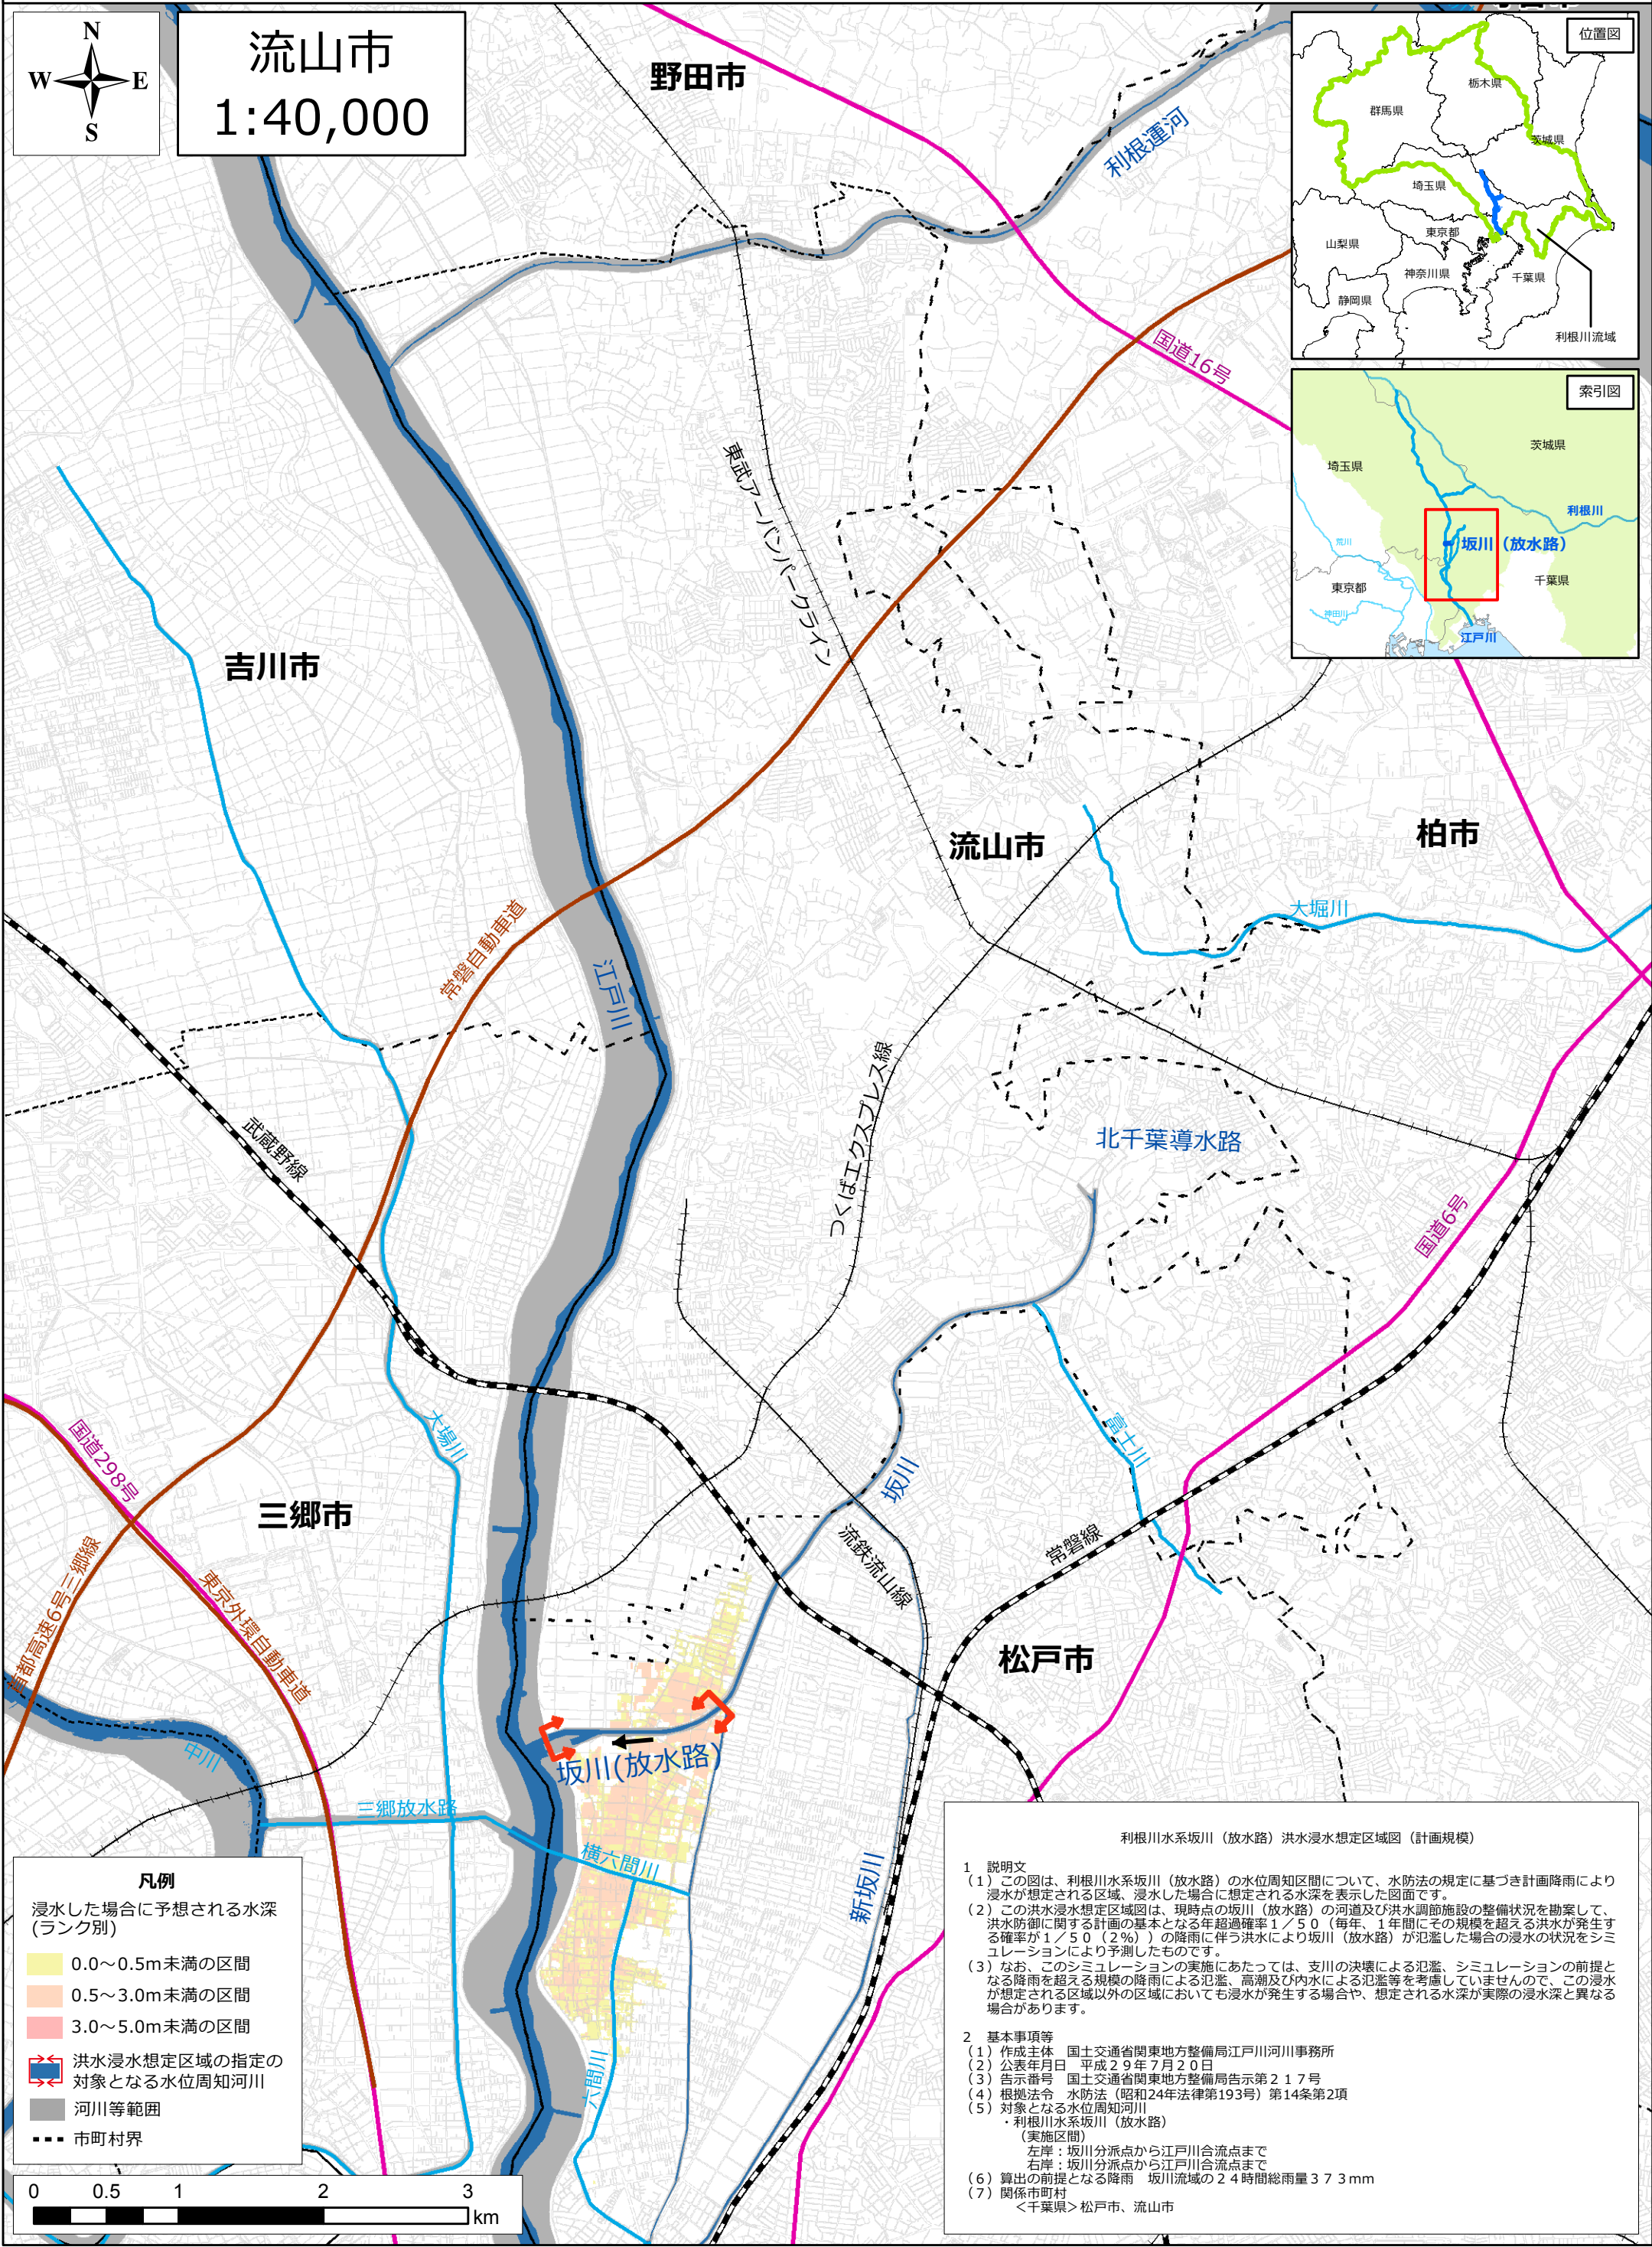 N
W E
S
流山市
1:40,000
野田市
利根運河
位置図
栃木県
群馬県
茨城県
埼玉県
東京都
山梨県
神奈川県
千葉県
静岡県
利根川流域
国道16号
索引図
茨城県
埼玉県
利根川
荒川
坂川（放水路）
東京都
千葉県
神田川
江戸川
東武アーバンパークライン
吉川市
流山市
柏市
大堀川
常磐自動車道
江戸川
つくばエクスプレス線
武蔵野線
北千葉導水路
国道6号
国道298号
大場川
富士川
坂川
三郷市
流鉄流山線
常磐線
首都高速6号三郷線
東京外環自動車道
松戸市
中川
坂川(放水路)
三郷放水路
横六間川
新坂川
六間川
凡例
浸水した場合に予想される水深
(ランク別)
0.0～0.5m未満の区間
0.5～3.0m未満の区間
3.0～5.0m未満の区間
洪水浸水想定区域の指定の
対象となる水位周知河川
河川等範囲
市町村界
0 0.5 1 2 3
km
利根川水系坂川（放水路）洪水浸水想定区域図（計画規模）
1 説明文
（1）この図は、利根川水系坂川（放水路）の水位周知区間について、水防法の規定に基づき計画降雨により
浸水が想定される区域、浸水した場合に想定される水深を表示した図面です。
（2）この洪水浸水想定区域図は、現時点の坂川（放水路）の河道及び洪水調節施設の整備状況を勘案して、
洪水防御に関する計画の基本となる年超過確率１／５０（毎年、１年間にその規模を超える洪水が発生す
る確率が１／５０（２％））の降雨に伴う洪水により坂川（放水路）が氾濫した場合の浸水の状況をシミ
ュレーションにより予測したものです。
（3）なお、このシミュレーションの実施にあたっては、支川の決壊による氾濫、シミュレーションの前提と
なる降雨を超える規模の降雨による氾濫、高潮及び内水による氾濫等を考慮していませんので、この浸水
が想定される区域以外の区域においても浸水が発生する場合や、想定される水深が実際の浸水深と異なる
場合があります。
2 基本事項等
（1）作成主体 国土交通省関東地方整備局江戸川河川事務所
（2）公表年月日 平成２９年７月２０日
（3）告示番号 国土交通省関東地方整備局告示第２１７号
（4）根拠法令 水防法（昭和24年法律第193号）第14条第2項
（5）対象となる水位周知河川
・利根川水系坂川（放水路）
（実施区間）
左岸：坂川分派点から江戸川合流点まで
右岸：坂川分派点から江戸川合流点まで
（6）算出の前提となる降雨 坂川流域の２４時間総雨量３７３mm
（7）関係市町村
＜千葉県＞松戸市、流山市